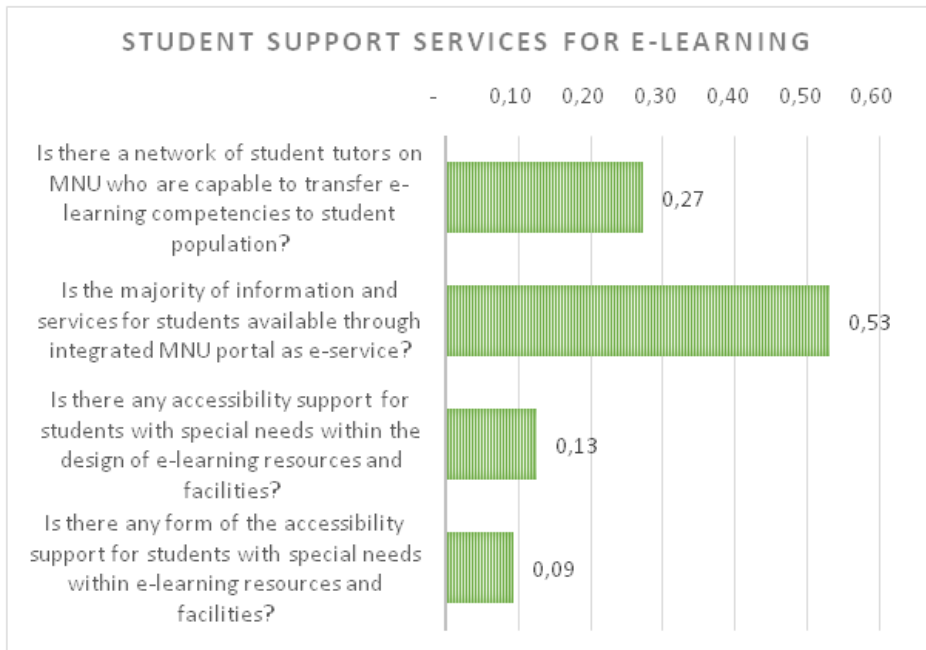 STUDENT SUPPORT SERVICES FOR E-LEARNING
- 0,10 0,20 0,30 0,40 0,50 0,60
Is there a network of student tutors on
MNU who are capable to transfer e-
learning competencies to student
population?
0,27
Is the majority of information and
services for students available through
integrated MNU portal as e-service?
0,53
Is there any accessibility support for
students with special needs within the
design of e-learning resources and
facilities?
0,13
Is there any form of the accessibility
support for students with special needs
within e-learning resources and
facilities?
0,09